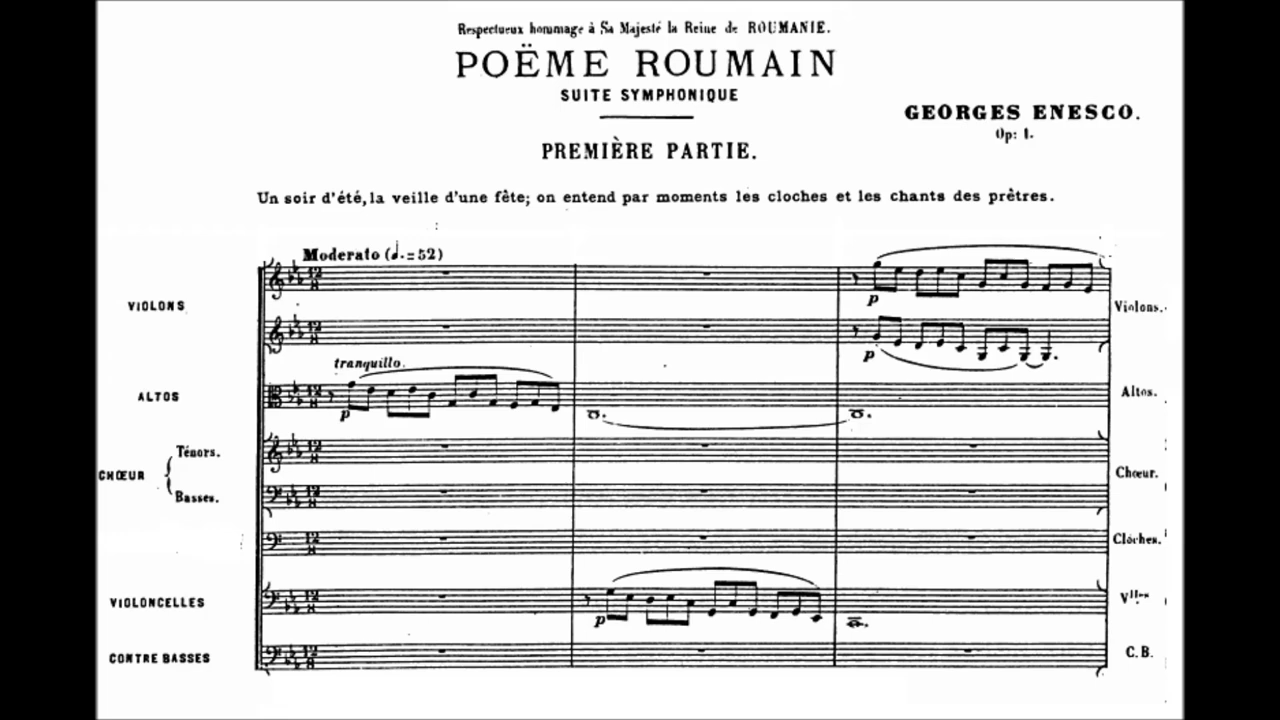 Respectueux hommage à Sa Majesté la Reine de ROUMANIE.
POËME ROUMAIN
SUITE SYMPHONIQUE
GEORGES ENESCO.
Op: 1.
PREMIÈRE PARTIE.
Un soir d'été, la veille d'une fête; on entend par moments les cloches et les chants des prêtres.
Moderato (♩. = 52)
VIOLONS
Violons.
p
p
tranquillo.
ALTOS
Altos.
p
Ténors.
CHŒUR
Chœur.
Basses.
Cloches.
VIOLONCELLES
Vlles
p
CONTRE BASSES
C.B.